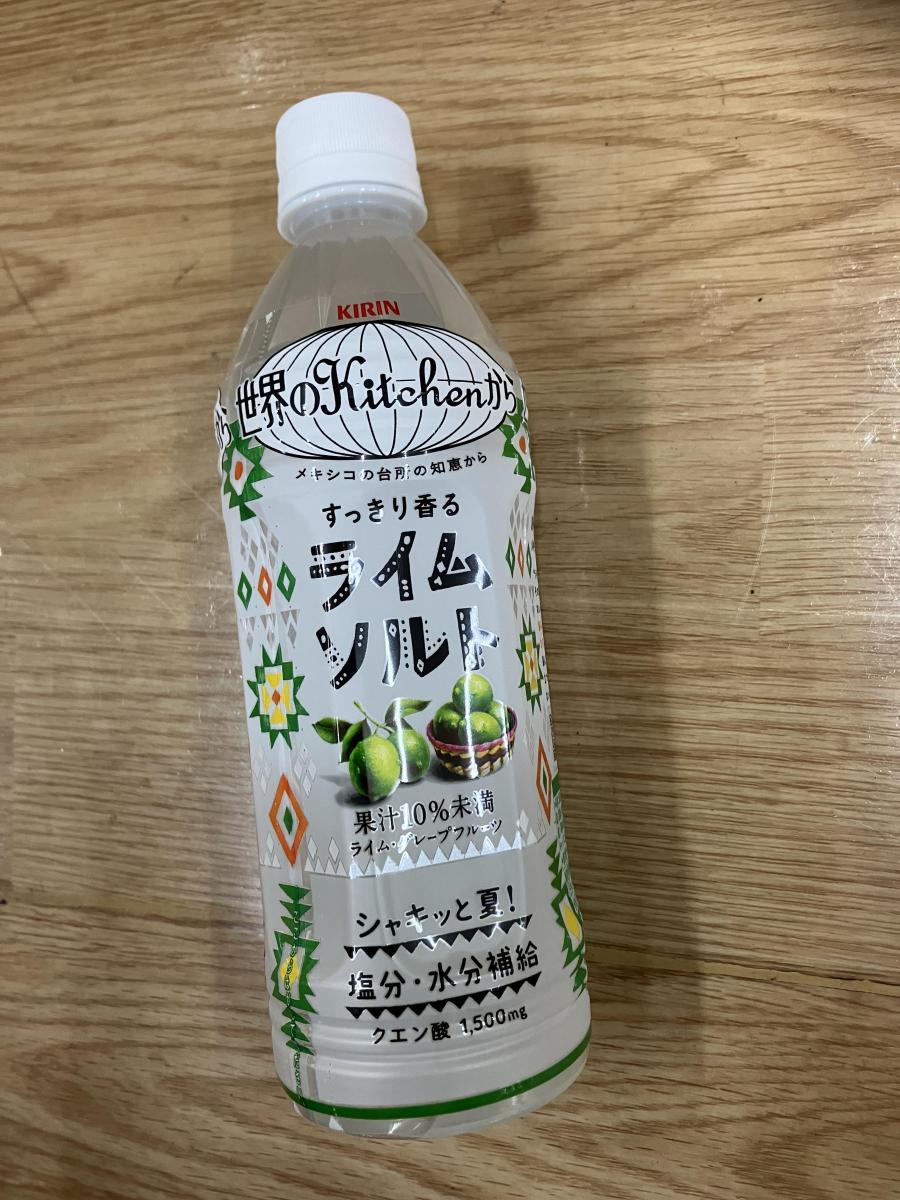 KIRIN
世界のKitchenから
メキシコの台所の知恵から
すっきり香る
ライム
ソルト
果汁10%未満
ライム・グレープフルーツ
シャキッと夏!
塩分・水分補給
クエン酸 1,500mg